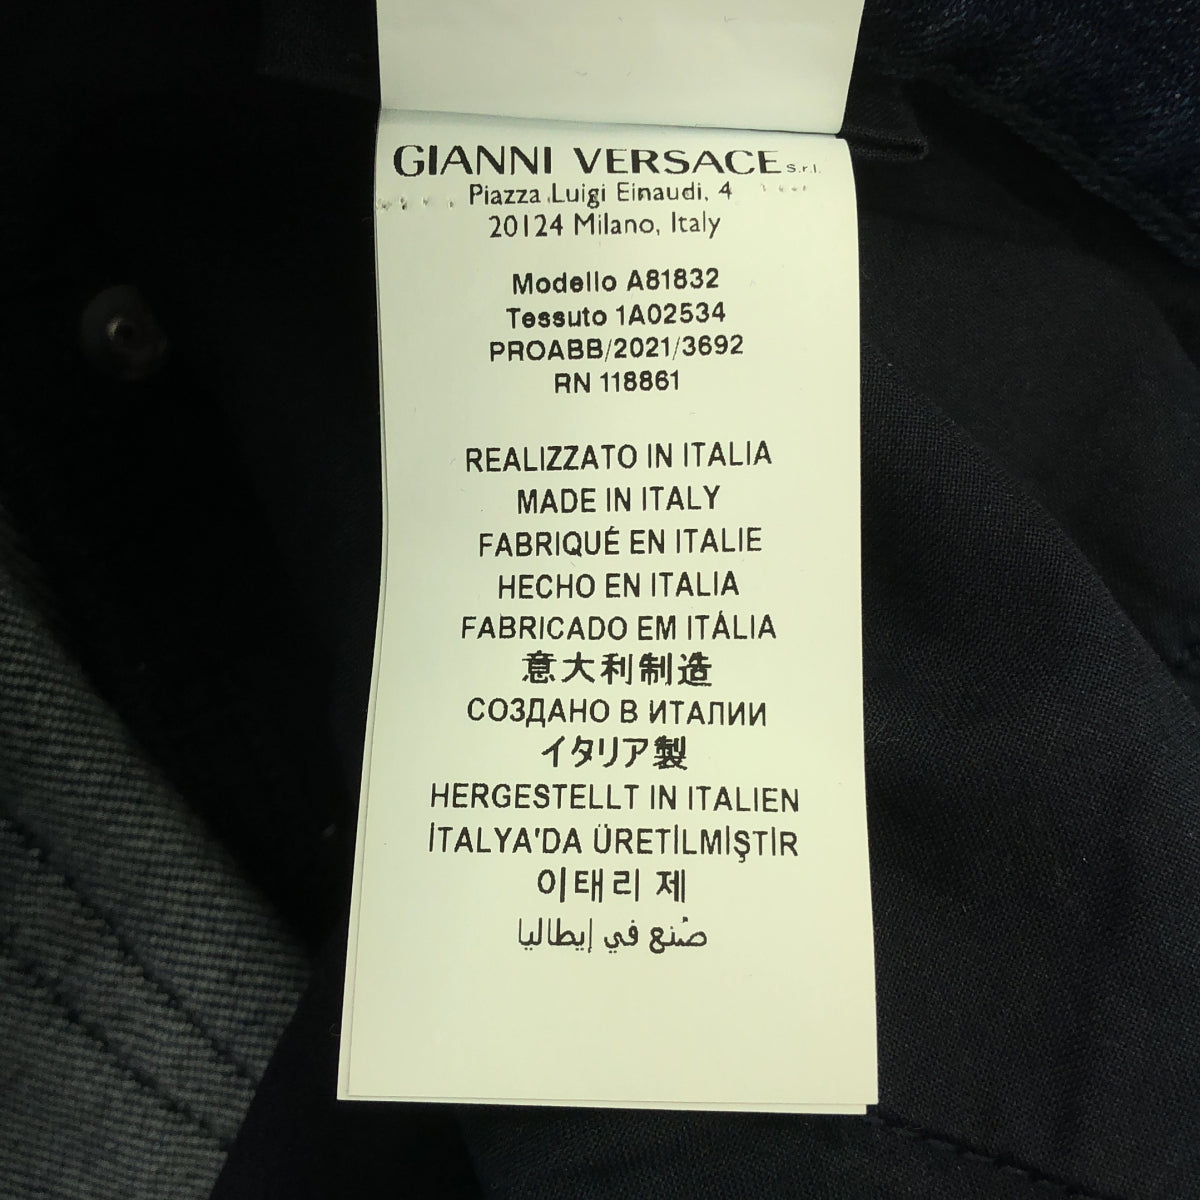 GIANNI VERSACE s.r.l.
Piazza Luigi Einaudi, 4
20124 Milano, Italy
Modello A81832
Tessuto 1A02534
PROABB/2021/3692
RN 118861
REALIZZATO IN ITALIA
MADE IN ITALY
FABRIQUÉ EN ITALIE
HECHO EN ITALIA
FABRICADO EM ITÁLIA
意大利制造
СОЗДАНО В ИТАЛИИ
イタリア製
HERGESTELLT IN ITALIEN
İTALYA'DA ÜRETİLMİŞTİR
이태리 제
صُنع في إيطاليا